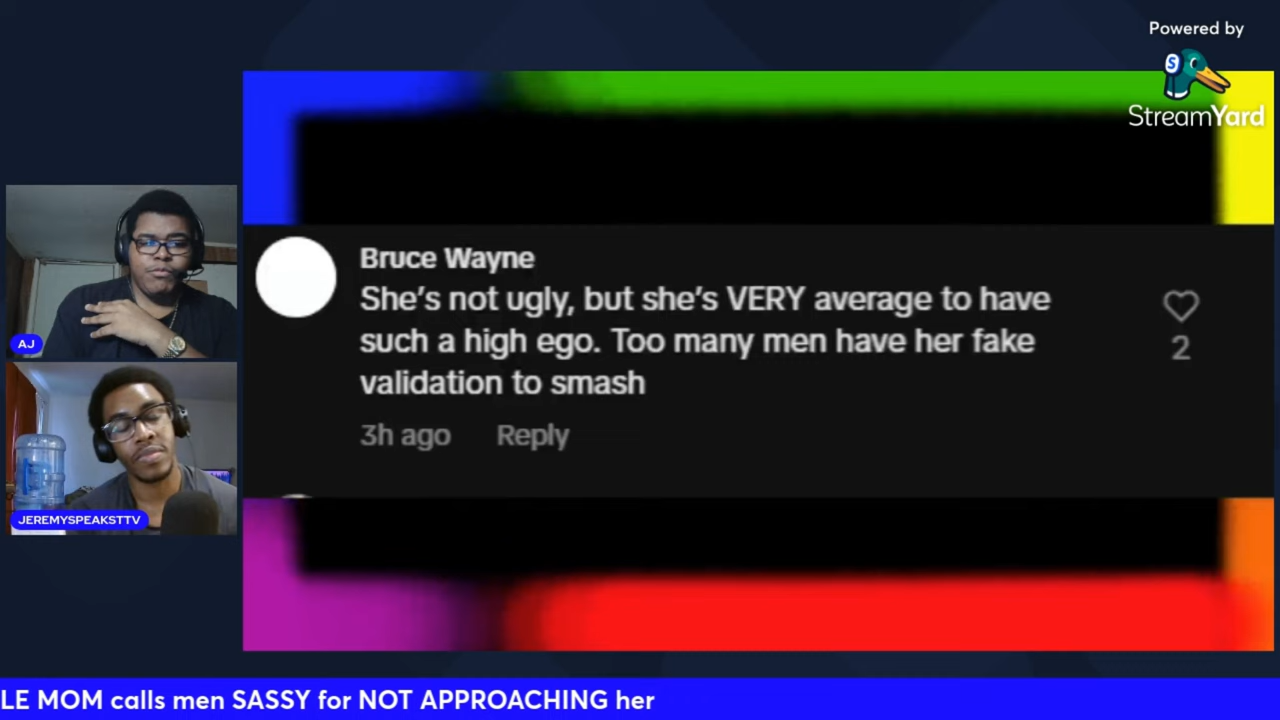 Powered by
S
StreamYard
AJ
JEREMYSPEAKSTTV
Bruce Wayne
She's not ugly, but she's VERY average to have
such a high ego. Too many men have her fake
validation to smash
2
3h ago Reply
LE MOM calls men SASSY for NOT APPROACHING her